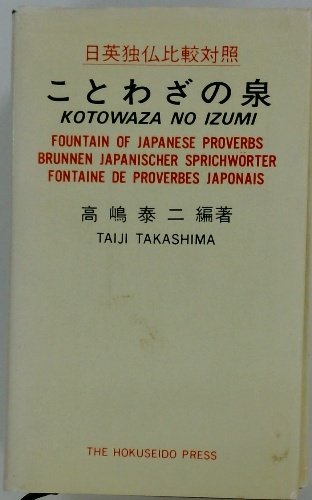 日英独仏比較対照
ことわざの泉
KOTOWAZA NO IZUMI
FOUNTAIN OF JAPANESE PROVERBS
BRUNNEN JAPANISCHER SPRICHWÖRTER
FONTAINE DE PROVERBES JAPONAIS
高嶋泰二編著
TAIJI TAKASHIMA
THE HOKUSEIDO PRESS